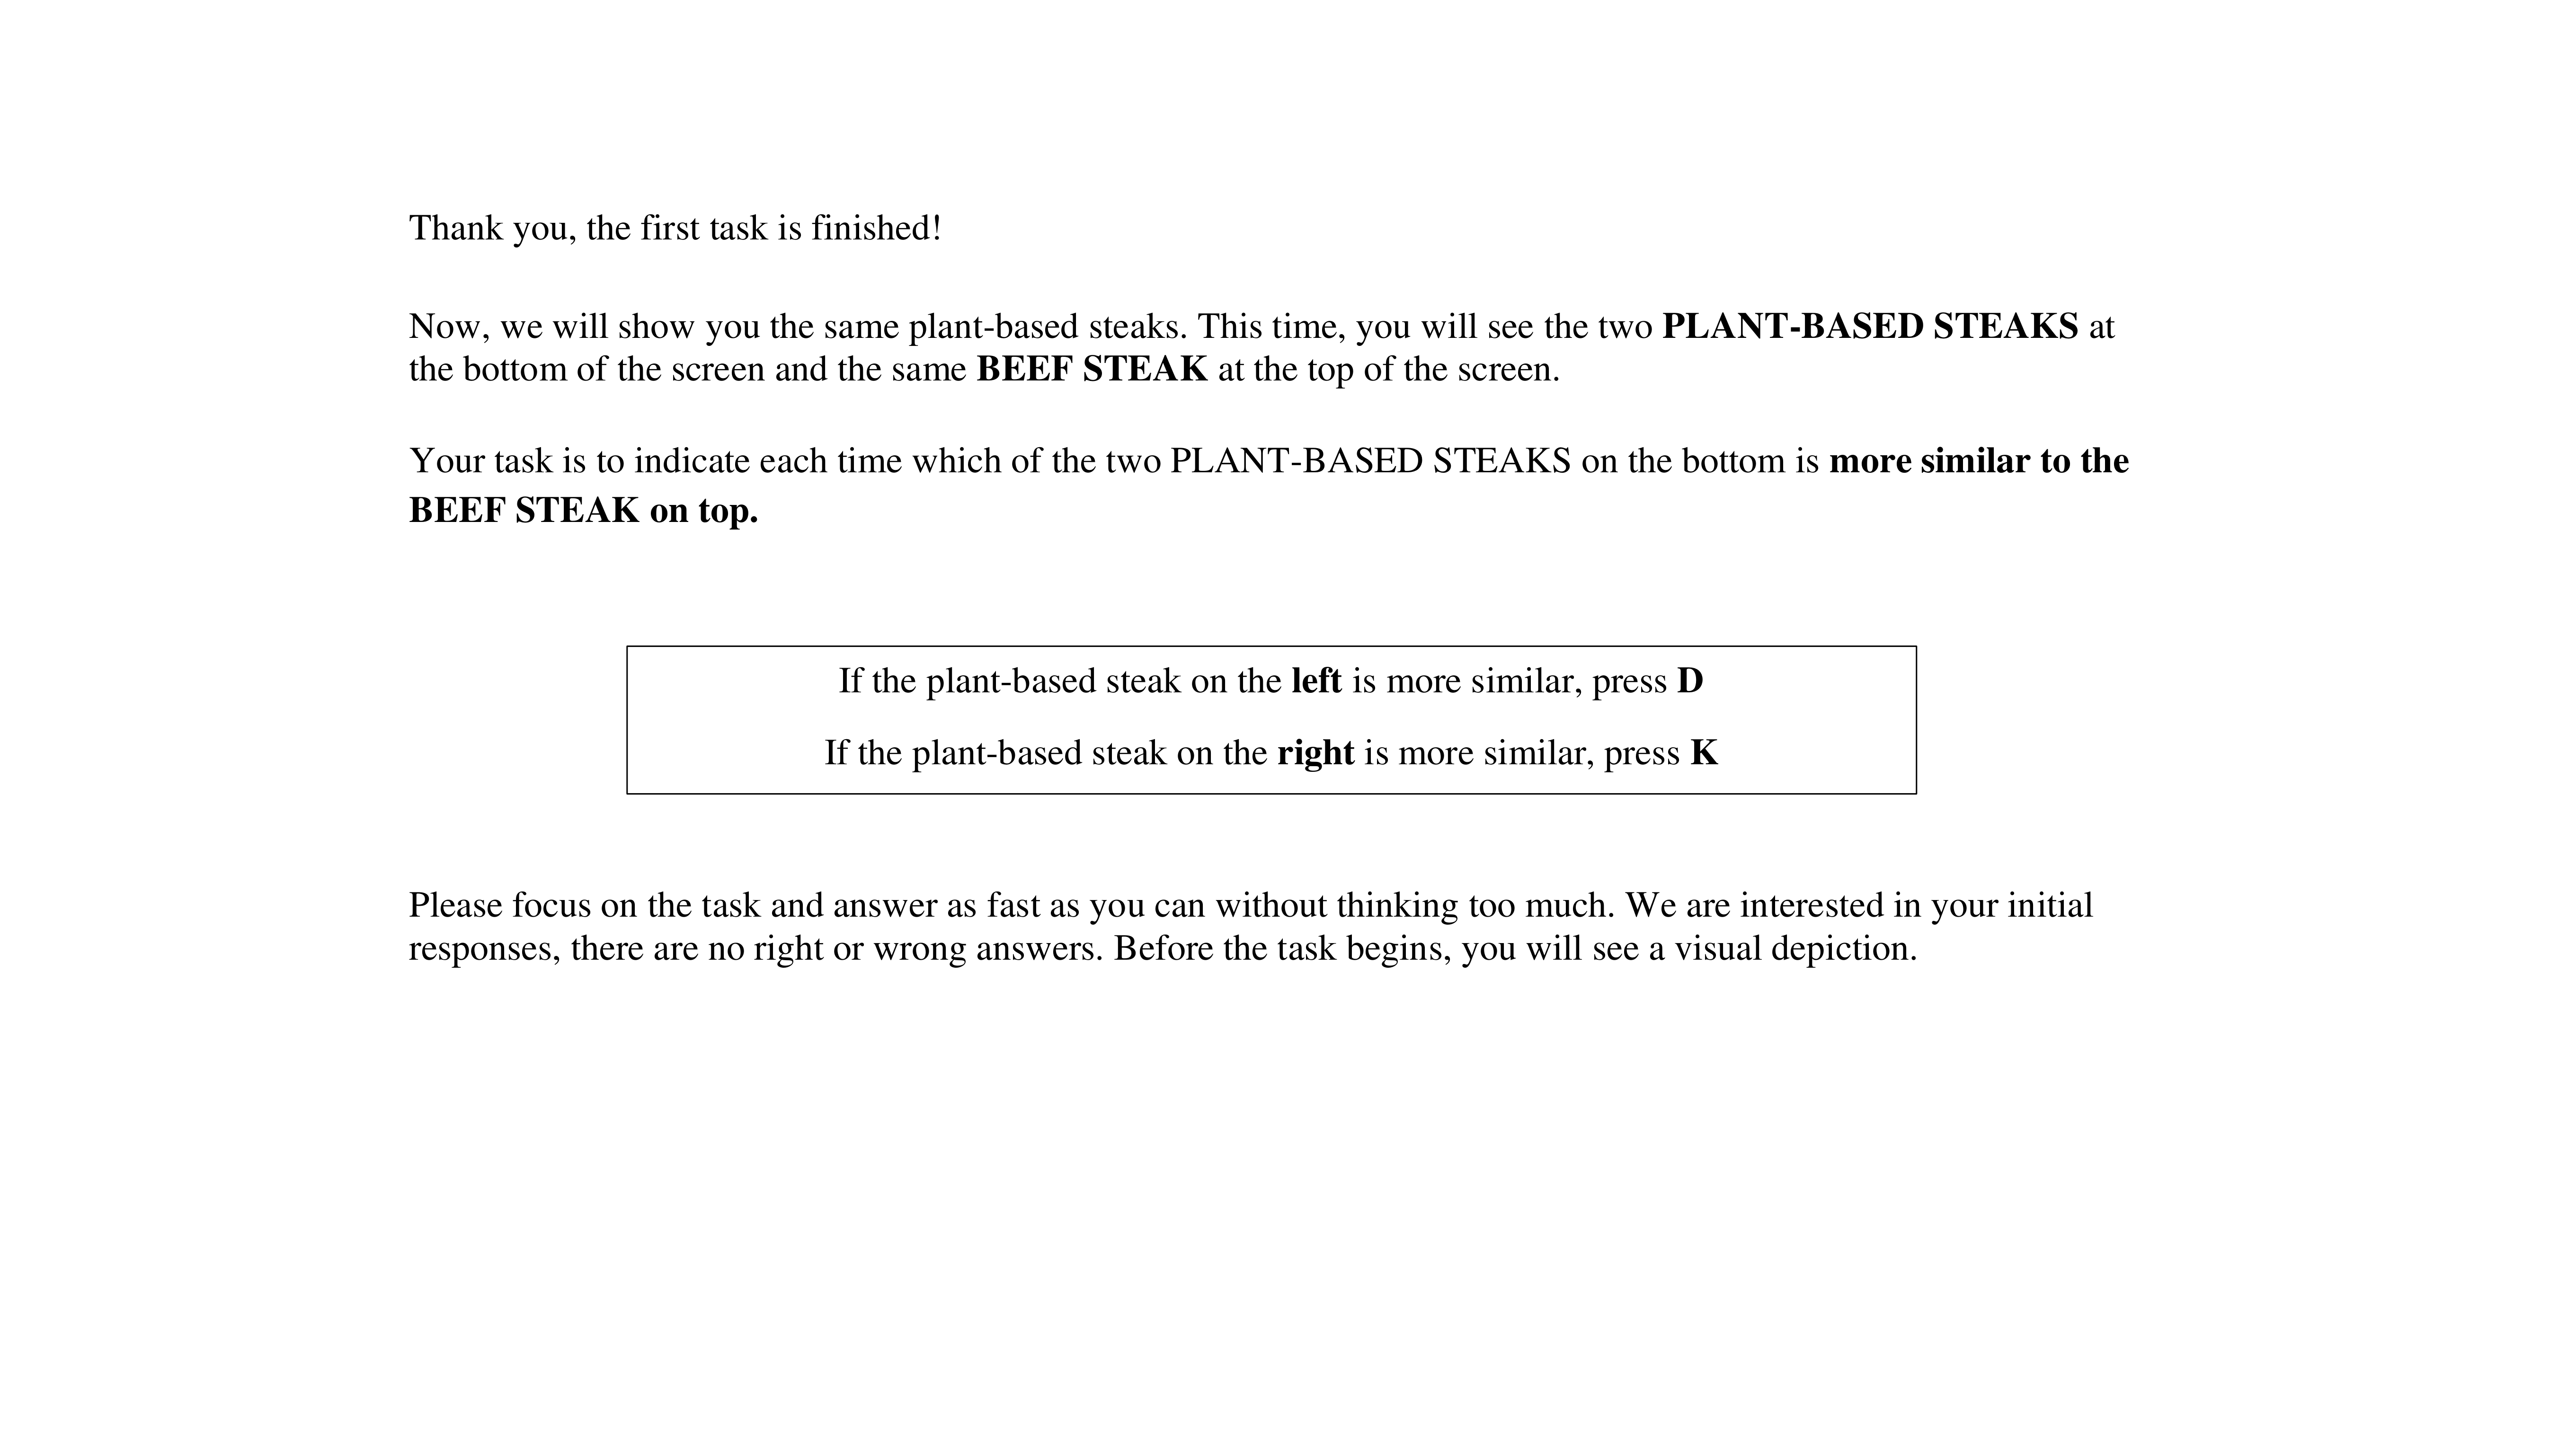 Thank you, the first task is finished!
Now, we will show you the same plant-based steaks. This time, you will see the two PLANT-BASED STEAKS at
the bottom of the screen and the same BEEF STEAK at the top of the screen.
Your task is to indicate each time which of the two PLANT-BASED STEAKS on the bottom is more similar to the
BEEF STEAK on top.
If the plant-based steak on the left is more similar, press D
If the plant-based steak on the right is more similar, press K
Please focus on the task and answer as fast as you can without thinking too much. We are interested in your initial
responses, there are no right or wrong answers. Before the task begins, you will see a visual depiction.